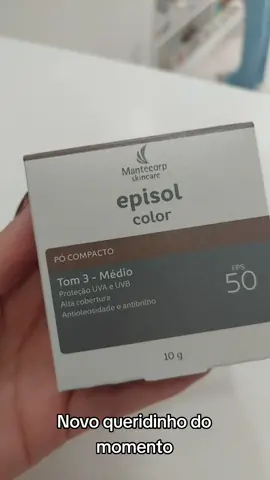 Mantecorp
skincare
episol
color
PÓ COMPACTO
Tom 3 - Médio
Proteção UVA e UVB
Alta cobertura
Antioleosidade e antibrilho
FPS
50
10 g
Novo queridinho do
momento